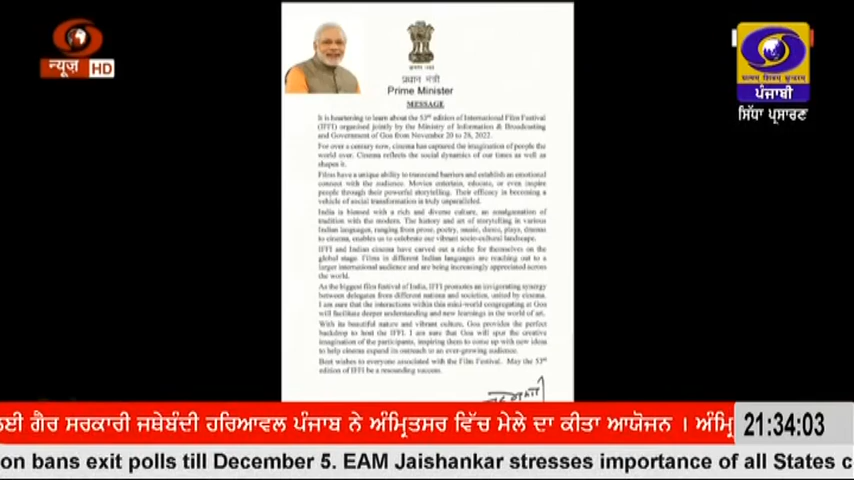 न्यूज़ HD
प्रधान मंत्री
Prime Minister
MESSAGE
It is heartening to learn about the 53rd edition of International Film Festival
(IFFI) organised jointly by the Ministry of Information & Broadcasting
and Government of Goa from November 20 to 28, 2022.
For over a century now, cinema has captured the imagination of people the
world over. Cinema reflects the social dynamics of our times as well as
shapes it.
Films have a unique ability to transcend barriers and establish an emotional
connect with the audience. Movies entertain, educate, or even inspire
people through their powerful storytelling. Their efficacy in becoming a
vehicle of social transformation is truly unparalleled.
India is blessed with a rich and diverse culture, an amalgamation of
tradition with the modern. The history and art of storytelling in various
Indian languages, ranging from prose, poetry, music, dance, plays, cinema
to cinema, enables us to celebrate our vibrant socio-cultural landscape.
IFFI and Indian cinema have carved out a niche for themselves on the
global stage. Films in different Indian languages are reaching out to a
larger international audience and are being increasingly appreciated across
the world.
As the biggest film festival of India, IFFI promotes an invigorating synergy
between delegates from different nations and societies, united by cinema.
I am sure that the interactions within this mini-world congregating at Goa
will facilitate deeper understanding and new learnings in the world of art.
With its beautiful nature and vibrant culture, Goa provides the perfect
backdrop to host the IFFI. I am sure that Goa will spur the creative
imagination of the participants, inspiring them to come up with new ideas
to help cinema expand its outreach to an ever-growing audience.
Best wishes to everyone associated with the Film Festival. May the 53rd
edition of IFFI be a resounding success.
सत्यम् शिवम् सुन्दरम्
ਪੰਜਾਬੀ
ਸਿੱਧਾ ਪ੍ਰਸਾਰਣ
ਲਈ ਗੈਰ ਸਰਕਾਰੀ ਜਥੇਬੰਦੀ ਹਰਿਆਵਲ ਪੰਜਾਬ ਨੇ ਅੰਮ੍ਰਿਤਸਰ ਵਿੱਚ ਮੇਲੇ ਦਾ ਕੀਤਾ ਆਯੋਜਨ । ਅੰਮ੍ਰਿ
21:34:03
on bans exit polls till December 5. EAM Jaishankar stresses importance of all States c